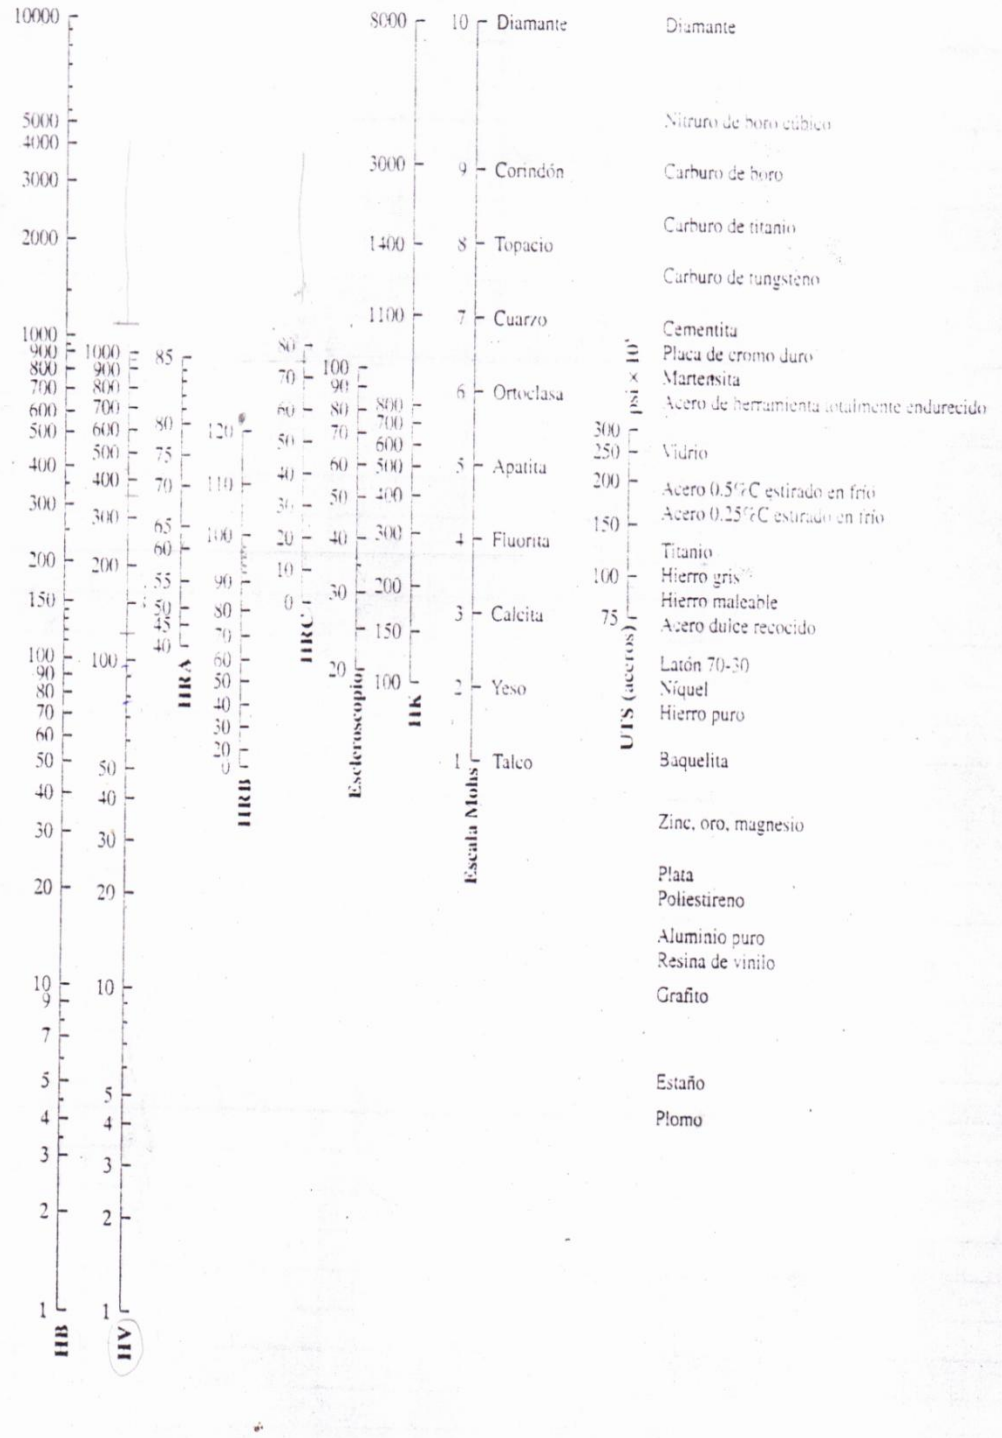 10000
5000
4000
3000
2000
1000
900
800
700
600
500
400
300
200
150
100
90
80
70
60
50
40
30
20
10
9
7
5
4
3
2
1
HB
1000
900
800
700
600
500
400
300
200
100
50
40
30
20
10
5
4
3
2
1
HV
85
80
75
70
65
60
55
50
45
40
HRA
120
110
100
90
80
70
60
50
40
30
20
0
HRB
80
70
60
50
40
30
20
10
0
HRC
100
90
80
70
60
50
40
30
20
Escleroscopio
8000
3000
1400
1100
800
700
600
500
400
300
200
150
100
HK
10 Diamante
9 Corindón
8 Topacio
7 Cuarzo
6 Ortoclasa
5 Apatita
4 Fluorita
3 Calcita
2 Yeso
1 Talco
Escala Mohs
300
250
200
150
100
75
UTS (aceros) psi × 10³
Diamante
Nitruro de boro cúbico
Carburo de boro
Carburo de titanio
Carburo de tungsteno
Cementita
Placa de cromo duro
Martensita
Acero de herramienta totalmente endurecido
Vidrio
Acero 0.5%C estirado en frío
Acero 0.25%C estirado en frío
Titanio
Hierro gris
Hierro maleable
Acero dulce recocido
Latón 70-30
Níquel
Hierro puro
Baquelita
Zinc, oro, magnesio
Plata
Poliestireno
Aluminio puro
Resina de vinilo
Grafito
Estaño
Plomo